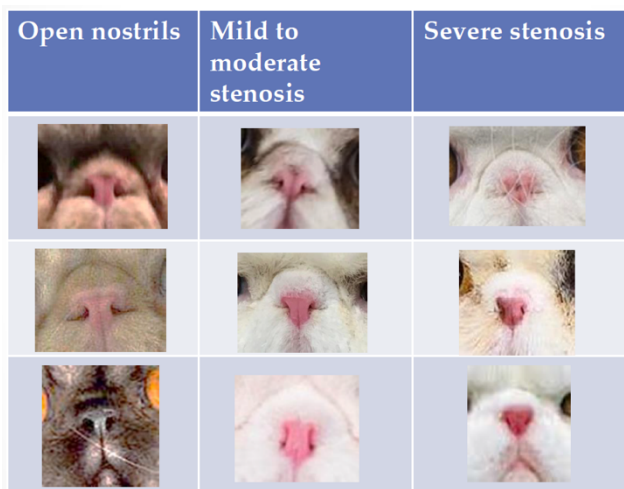 Open nostrils
Mild to
moderate
stenosis
Severe stenosis